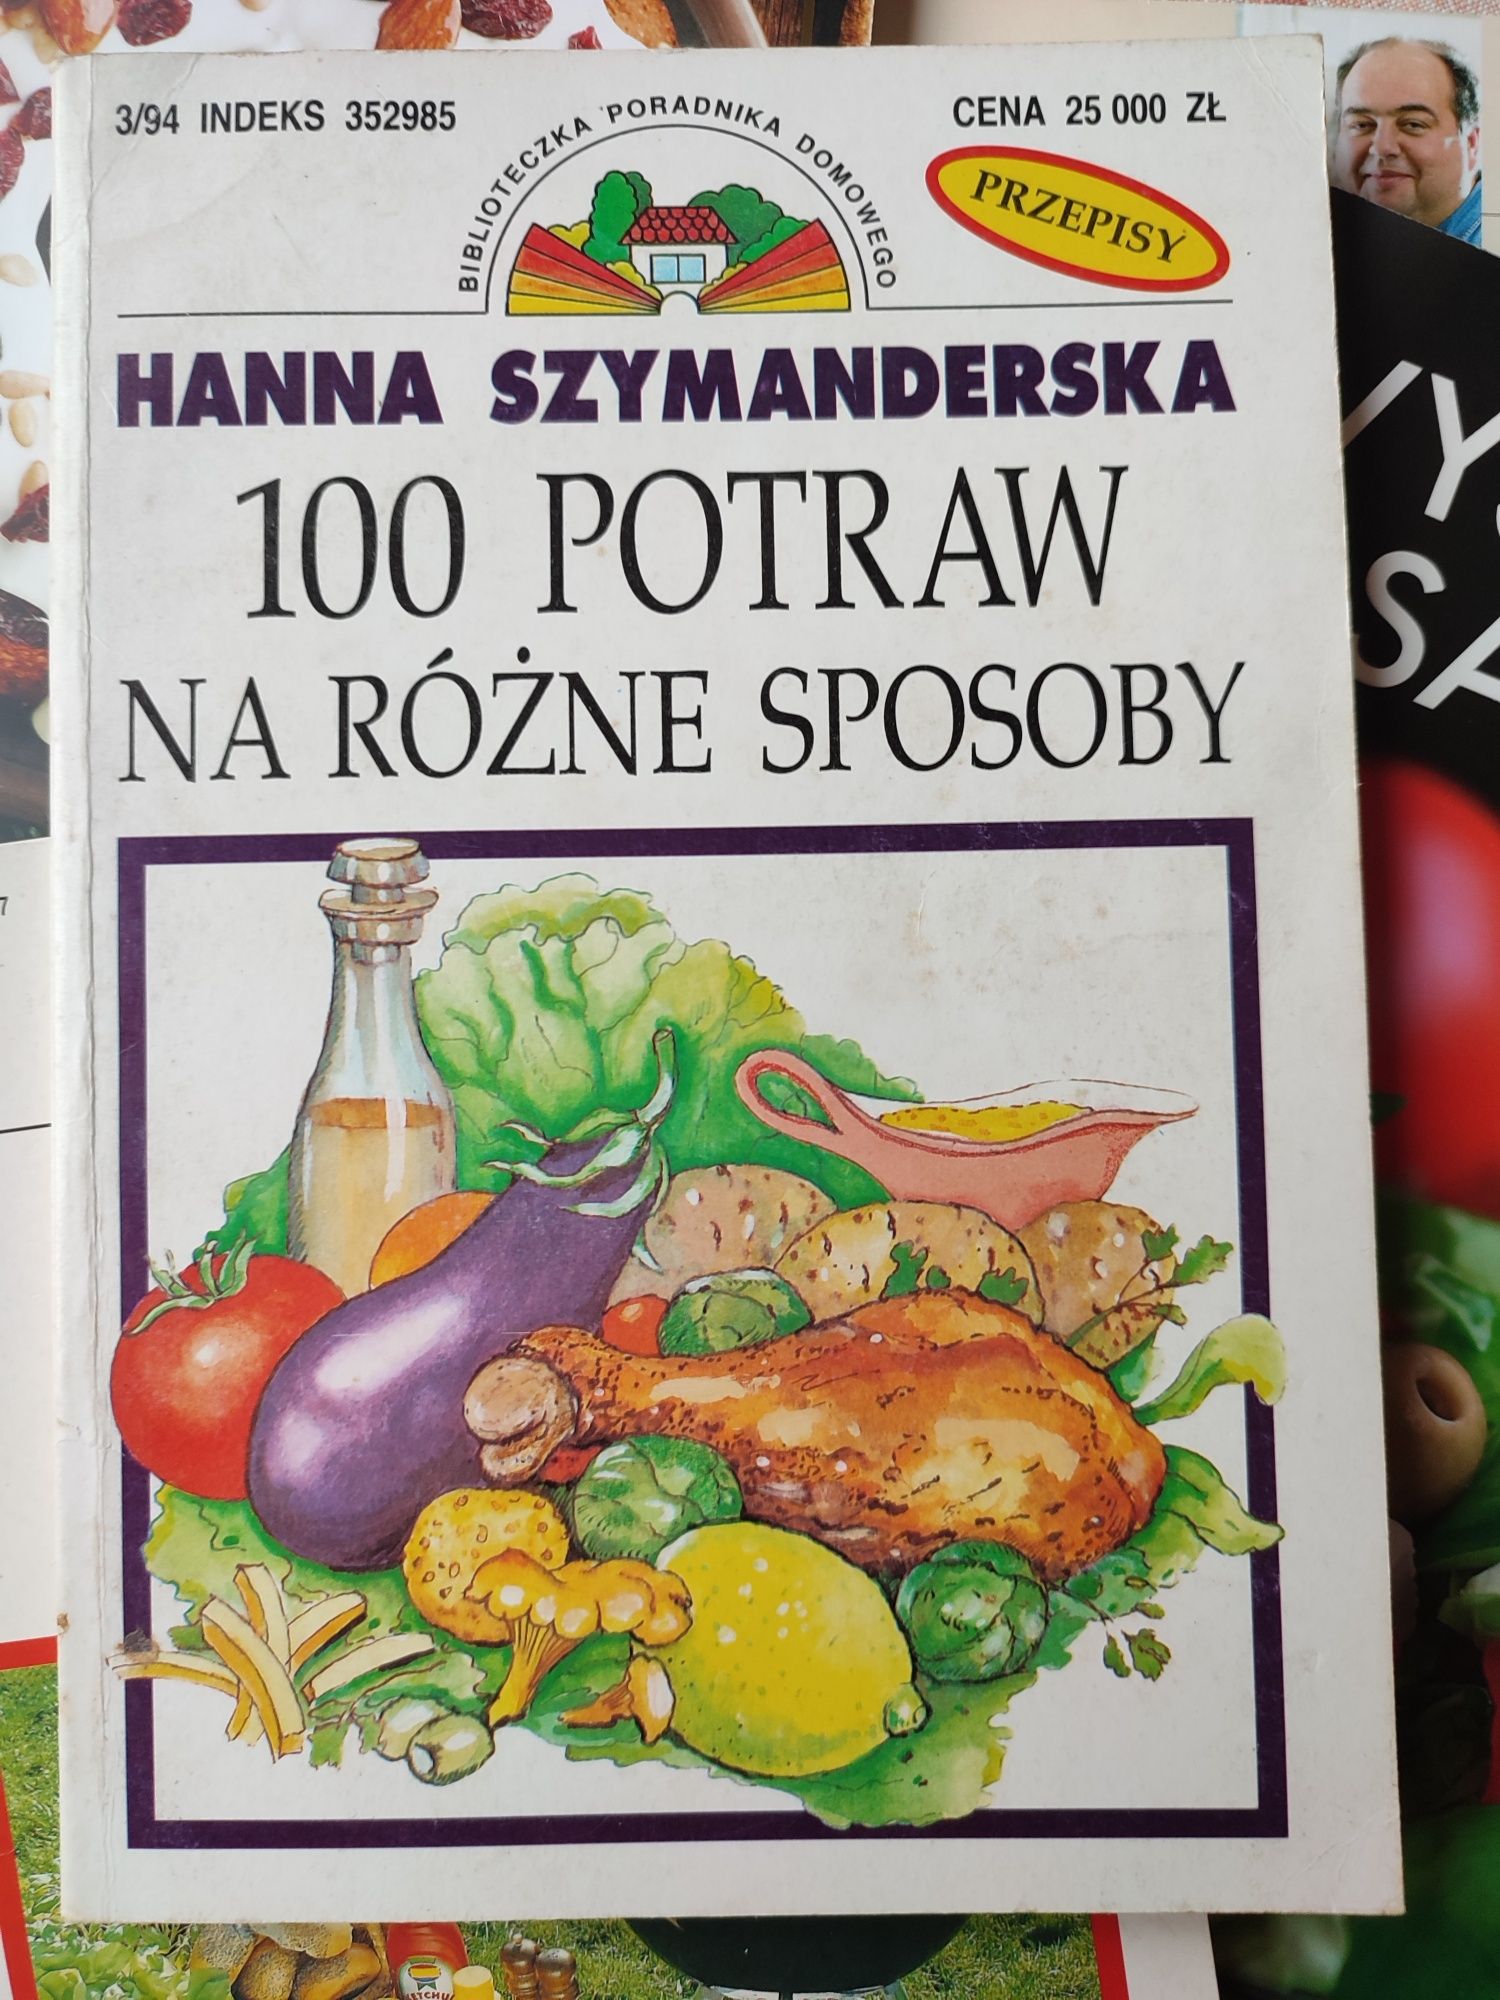 3/94 INDEKS 352985
BIBLIOTECZKA PORADNIKA DOMOWEGO
CENA 25 000 ZŁ
PRZEPISY
HANNA SZYMANDERSKA
100 POTRAW
NA RÓŻNE SPOSOBY
7